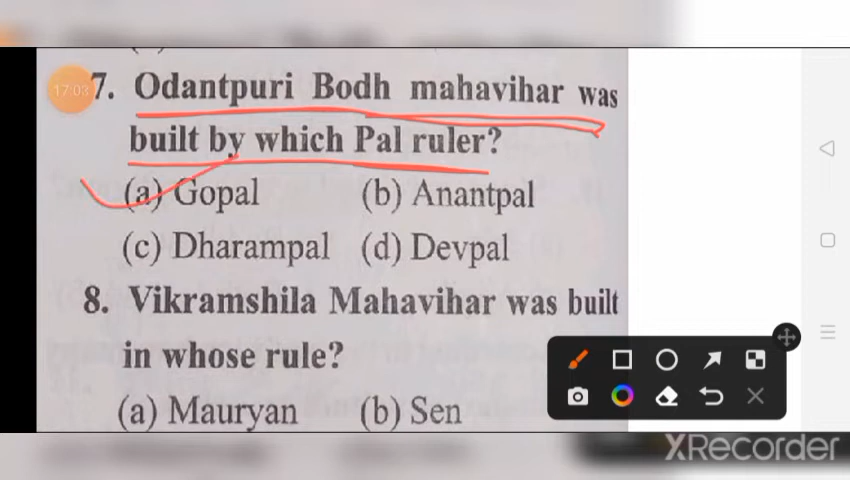 17:03
7. Odantpuri Bodh mahavihar was
built by which Pal ruler?
(a) Gopal (b) Anantpal
(c) Dharampal (d) Devpal
8. Vikramshila Mahavihar was built
in whose rule?
(a) Mauryan (b) Sen
XRecorder